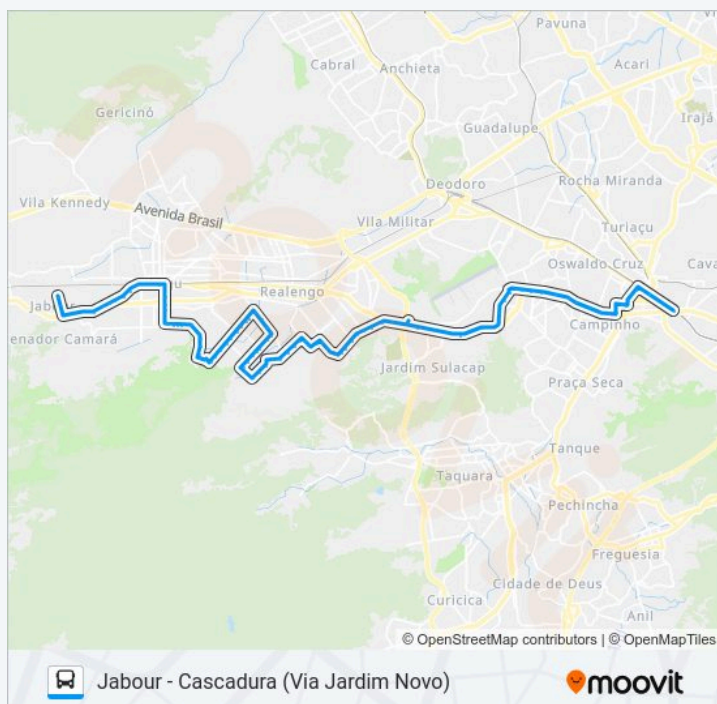 Pavuna
Cabral
Anchieta
Acari
Gericinó
Irajá
Guadalupe
Rocha Miranda
Deodoro
Vila Kennedy
Avenida Brasil
Vila Militar
Turiaçu
Oswaldo Cruz
Realengo
Campinho
Jardim Sulacap
Praça Seca
Tanque
Taquara
Pechincha
Freguesia
Cidade de Deus
Curicica
Anil
© OpenStreetMap contributors | © OpenMapTiles
Jabour - Cascadura (Via Jardim Novo)
moovit